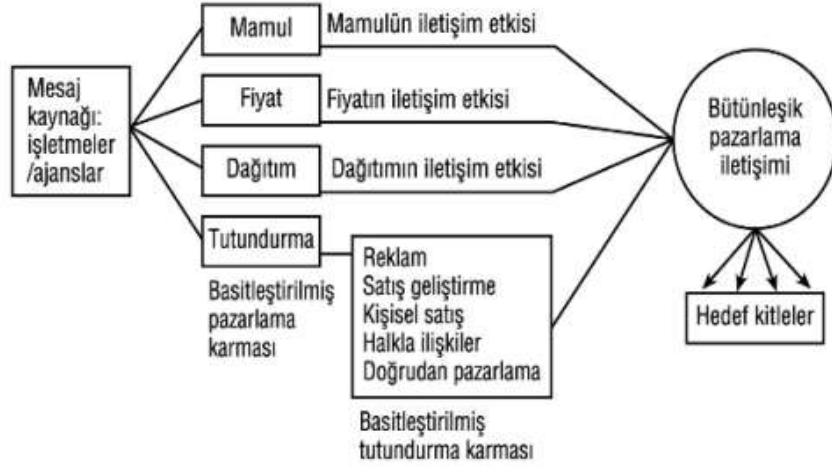 Mesaj
kaynağı:
işletmeler
/ajanslar
Mamul
Mamulün iletişim etkisi
Fiyat
Fiyatın iletişim etkisi
Dağıtım
Dağıtımın iletişim etkisi
Tutundurma
Basitleştirilmiş
pazarlama
karması
Reklam
Satış geliştirme
Kişisel satış
Halkla ilişkiler
Doğrudan pazarlama
Basitleştirilmiş
tutundurma karması
Bütünleşik
pazarlama
iletişimi
Hedef kitleler